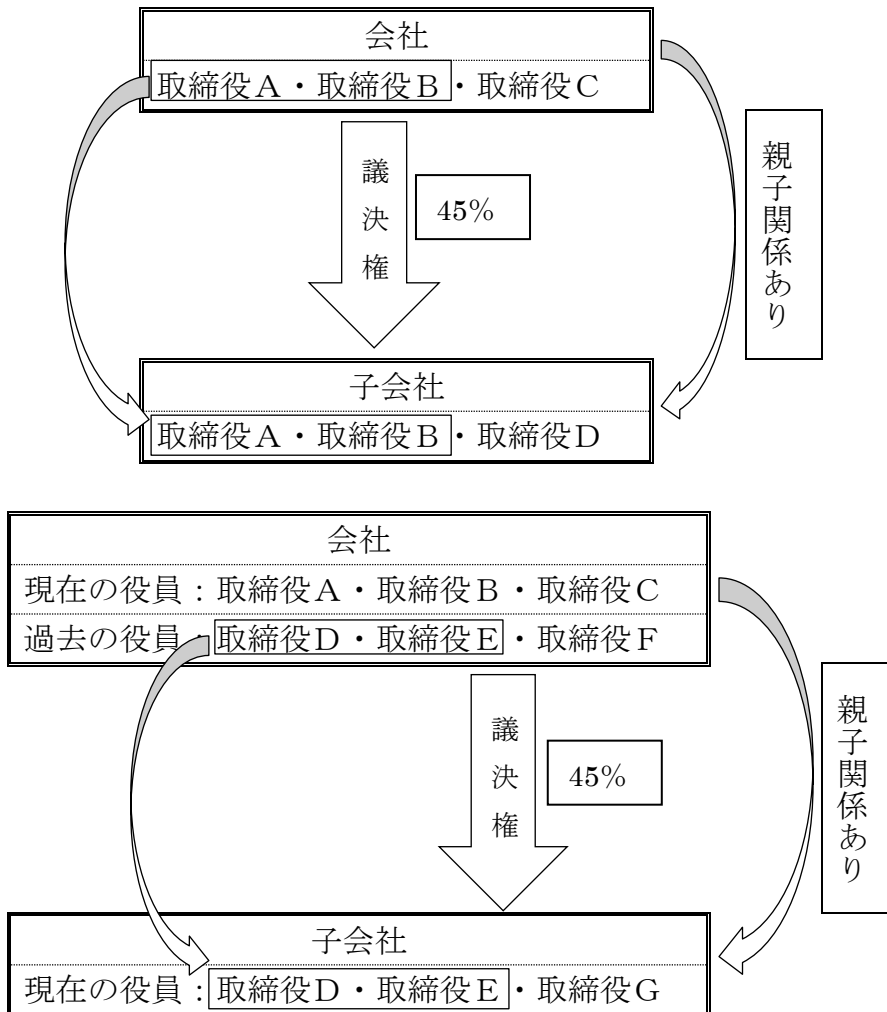 会社
取締役A・取締役B・取締役C
議決権
45%
親子関係あり
子会社
取締役A・取締役B・取締役D
会社
現在の役員：取締役A・取締役B・取締役C
過去の役員：取締役D・取締役E・取締役F
議決権
45%
親子関係あり
子会社
現在の役員：取締役D・取締役E・取締役G